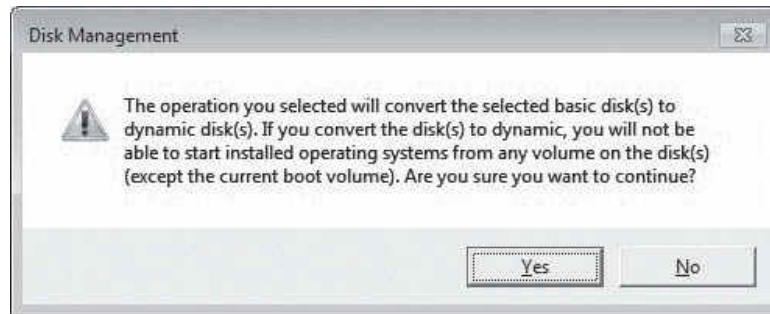 Disk Management
The operation you selected will convert the selected basic disk(s) to
dynamic disk(s). If you convert the disk(s) to dynamic, you will not be
able to start installed operating systems from any volume on the disk(s)
(except the current boot volume). Are you sure you want to continue?
Yes
No